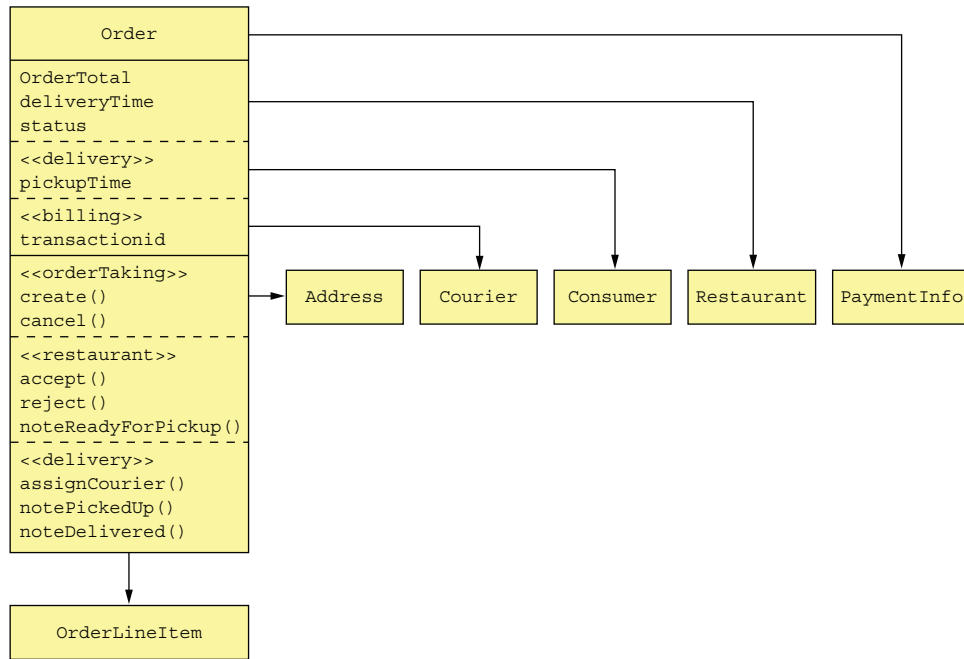 Order
OrderTotal
deliveryTime
status
<<delivery>>
pickupTime
<<billing>>
transactionid
<<orderTaking>>
create()
cancel()
<<restaurant>>
accept()
reject()
noteReadyForPickup()
<<delivery>>
assignCourier()
notePickedUp()
noteDelivered()
Address
Courier
Consumer
Restaurant
PaymentInfo
OrderLineItem